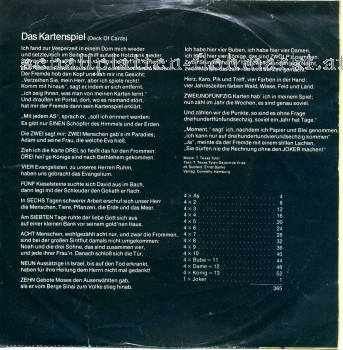 Das Kartenspiel (Deck Of Cards)
Ich fand zur Vesperzeit in einem Dom mich wieder
und setzte
Der Fremde hob den Kopf und sah mir ins Gesicht:
"Verzeihen Sie, mein Herr, aber ich spiele nicht!
Kommt mit hinaus", sagt es, indem er sich entfernt,
"ich zeig Ihnen, was man von meinen Karten lernt."
Und draußen im Portal, dort, wo es niemand stört,
hat mir der Fremde dann sein Kartenspiel erklärt.
"Mit jedem AS", sprach er, "soll ich erinnert werden:
Es gibt nur EINEN Schöpfer des Himmels und der Erden.
Die ZWEI sagt mir: ZWEI Menschen gab's im Paradies;
Adam und seine Frau, die welche Eva hieß.
Zieh ich die Karte DREI, so heißt das für den Frommen:
DREI heil'ge Könige sind nach Bethlehem gekommen.
VIER Evangelisten, zu unseres Herren Ruhm,
haben uns gebracht das Evangelium.
FÜNF Kieselsteine suchte sich David aus im Bach,
dann legt mit der Schleuder den Goliath er flach.
In SECHS Tagen schwerer Arbeit erschuf sich unser Herr
die Menschen, Tiere, Pflanzen, die Erde und das Meer.
Am SIEBTEN Tage ruhte der liebe Gott sich aus
auf einer kleinen Bank vor seinem gold'nen Haus.
ACHT Menschen, wohlgezählt acht nur, und zwar die Frommen,
sind bei der großen Sintflut damals nicht umgekommen:
Noah und die drei Söhne, das sind zusammen vier,
und jede ihrer Frau'n. Danach schloß sich die Tür.
NEUN Aussätzige in Israel, bis auf den Tod erkrankt,
haben für ihre Heilung dem Herrn nicht mal gedankt!
ZEHN Gebote Moses den Auserwählten gab,
als er vom Berge Sinai zum Volke stieg hinab.
Ich habe hier vier Buben, ich habe hier vier Damen,
Herz, Karo, Pik und Treff, vier Farben in der Hand:
vier Jahreszeiten färben Wald, Wiese, Feld und Land.
ZWEIUNDFÜNFZIG Karten hab' ich in meinem Spiel;
nun zähl im Jahr die Wochen, es sind genau soviel.
Und zählen wir die Punkte, so sind es ohne Frage
dreihundertfünfundsechzig, soviel ein Jahr hat Tage."
"Moment," sagt' ich, nachdem ich Papier und Blei genommen,
"ich kann nur auf dreihundertvierundsechzig kommen!"
"Ja", meinte da der Fremde mit einem stillen Lachen,
"Sie dürfen nie die Rechnung ohne den JOKER machen!"
Musik: T. Texas Tyler
Verlag: Connelly, Hamburg
4 × As 4
4 × 2 8
4 × 3 12
4 × 4 16
4 × 5 20
4 × 6 24
4 × 7 28
4 × 8 32
4 × 9 36
4 × 10 40
4 × Bube = 11 44
4 × Dame = 12 48
4 × König = 13 52
1 × Joker 1
365